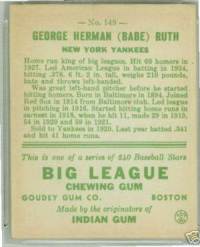 — No. 149 —
GEORGE HERMAN (BABE) RUTH
NEW YORK YANKEES
Home run king of big leagues. Hit 60 homers in
1927. Led American League in batting in 1924,
hitting .378. 6 ft. 2 in. tall, weighs 210 pounds,
bats and throws left-handed.
Was great left-hand pitcher before he started
hitting homers. Born in Baltimore in 1894. Joined
Red Sox in 1914 from Baltimore club. Led league
in pitching in 1916. Started hitting home runs in
earnest in 1918, when he hit 11, made 29 in 1919,
54 in 1920 and 59 in 1921.
Sold to Yankees in 1920. Last year batted .341
and hit 41 home runs.
This is one of a series of 240 Baseball Stars
BIG LEAGUE
CHEWING GUM
GOUDEY GUM CO. BOSTON
Made by the originators of
INDIAN GUM